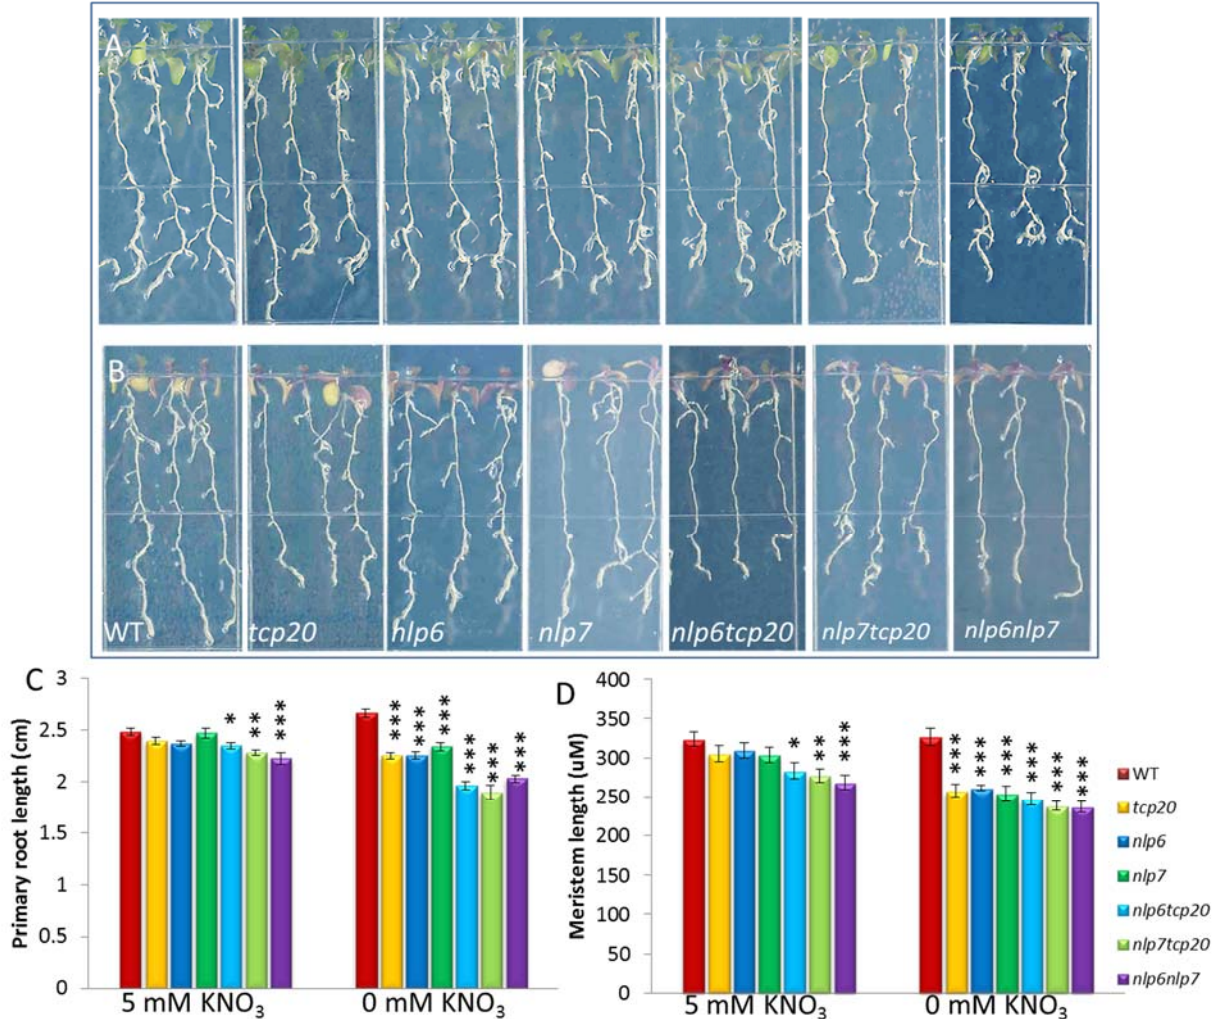 A
B
WT
tcp20
nlp6
nlp7
nlp6tcp20
nlp7tcp20
nlp6nlp7
C
Primary root length (cm)
3
2.5
2
1.5
1
0.5
0
* ** ***
*** *** *** *** *** ***
5 mM KNO₃
0 mM KNO₃
D
Meristem length (uM)
400
350
300
250
200
150
100
50
0
* ** ***
*** *** *** *** *** ***
5 mM KNO₃
0 mM KNO₃
WT
tcp20
nlp6
nlp7
nlp6tcp20
nlp7tcp20
nlp6nlp7